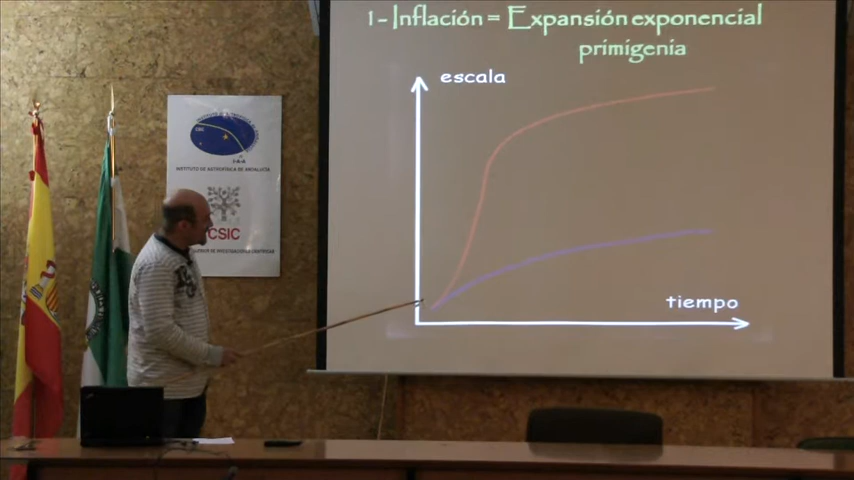 1- Inflación = Expansión exponencial
primigenia
escala
tiempo
INSTITUTO DE ASTROFÍSICA DE ANDALUCÍA
CSIC